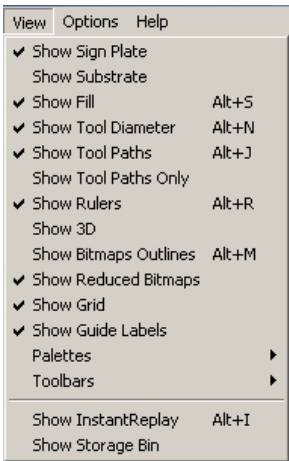 View Options Help
Show Sign Plate
Show Substrate
Show Fill Alt+S
Show Tool Diameter Alt+N
Show Tool Paths Alt+J
Show Tool Paths Only
Show Rulers Alt+R
Show 3D
Show Bitmaps Outlines Alt+M
Show Reduced Bitmaps
Show Grid
Show Guide Labels
Palettes
Toolbars
Show InstantReplay Alt+I
Show Storage Bin